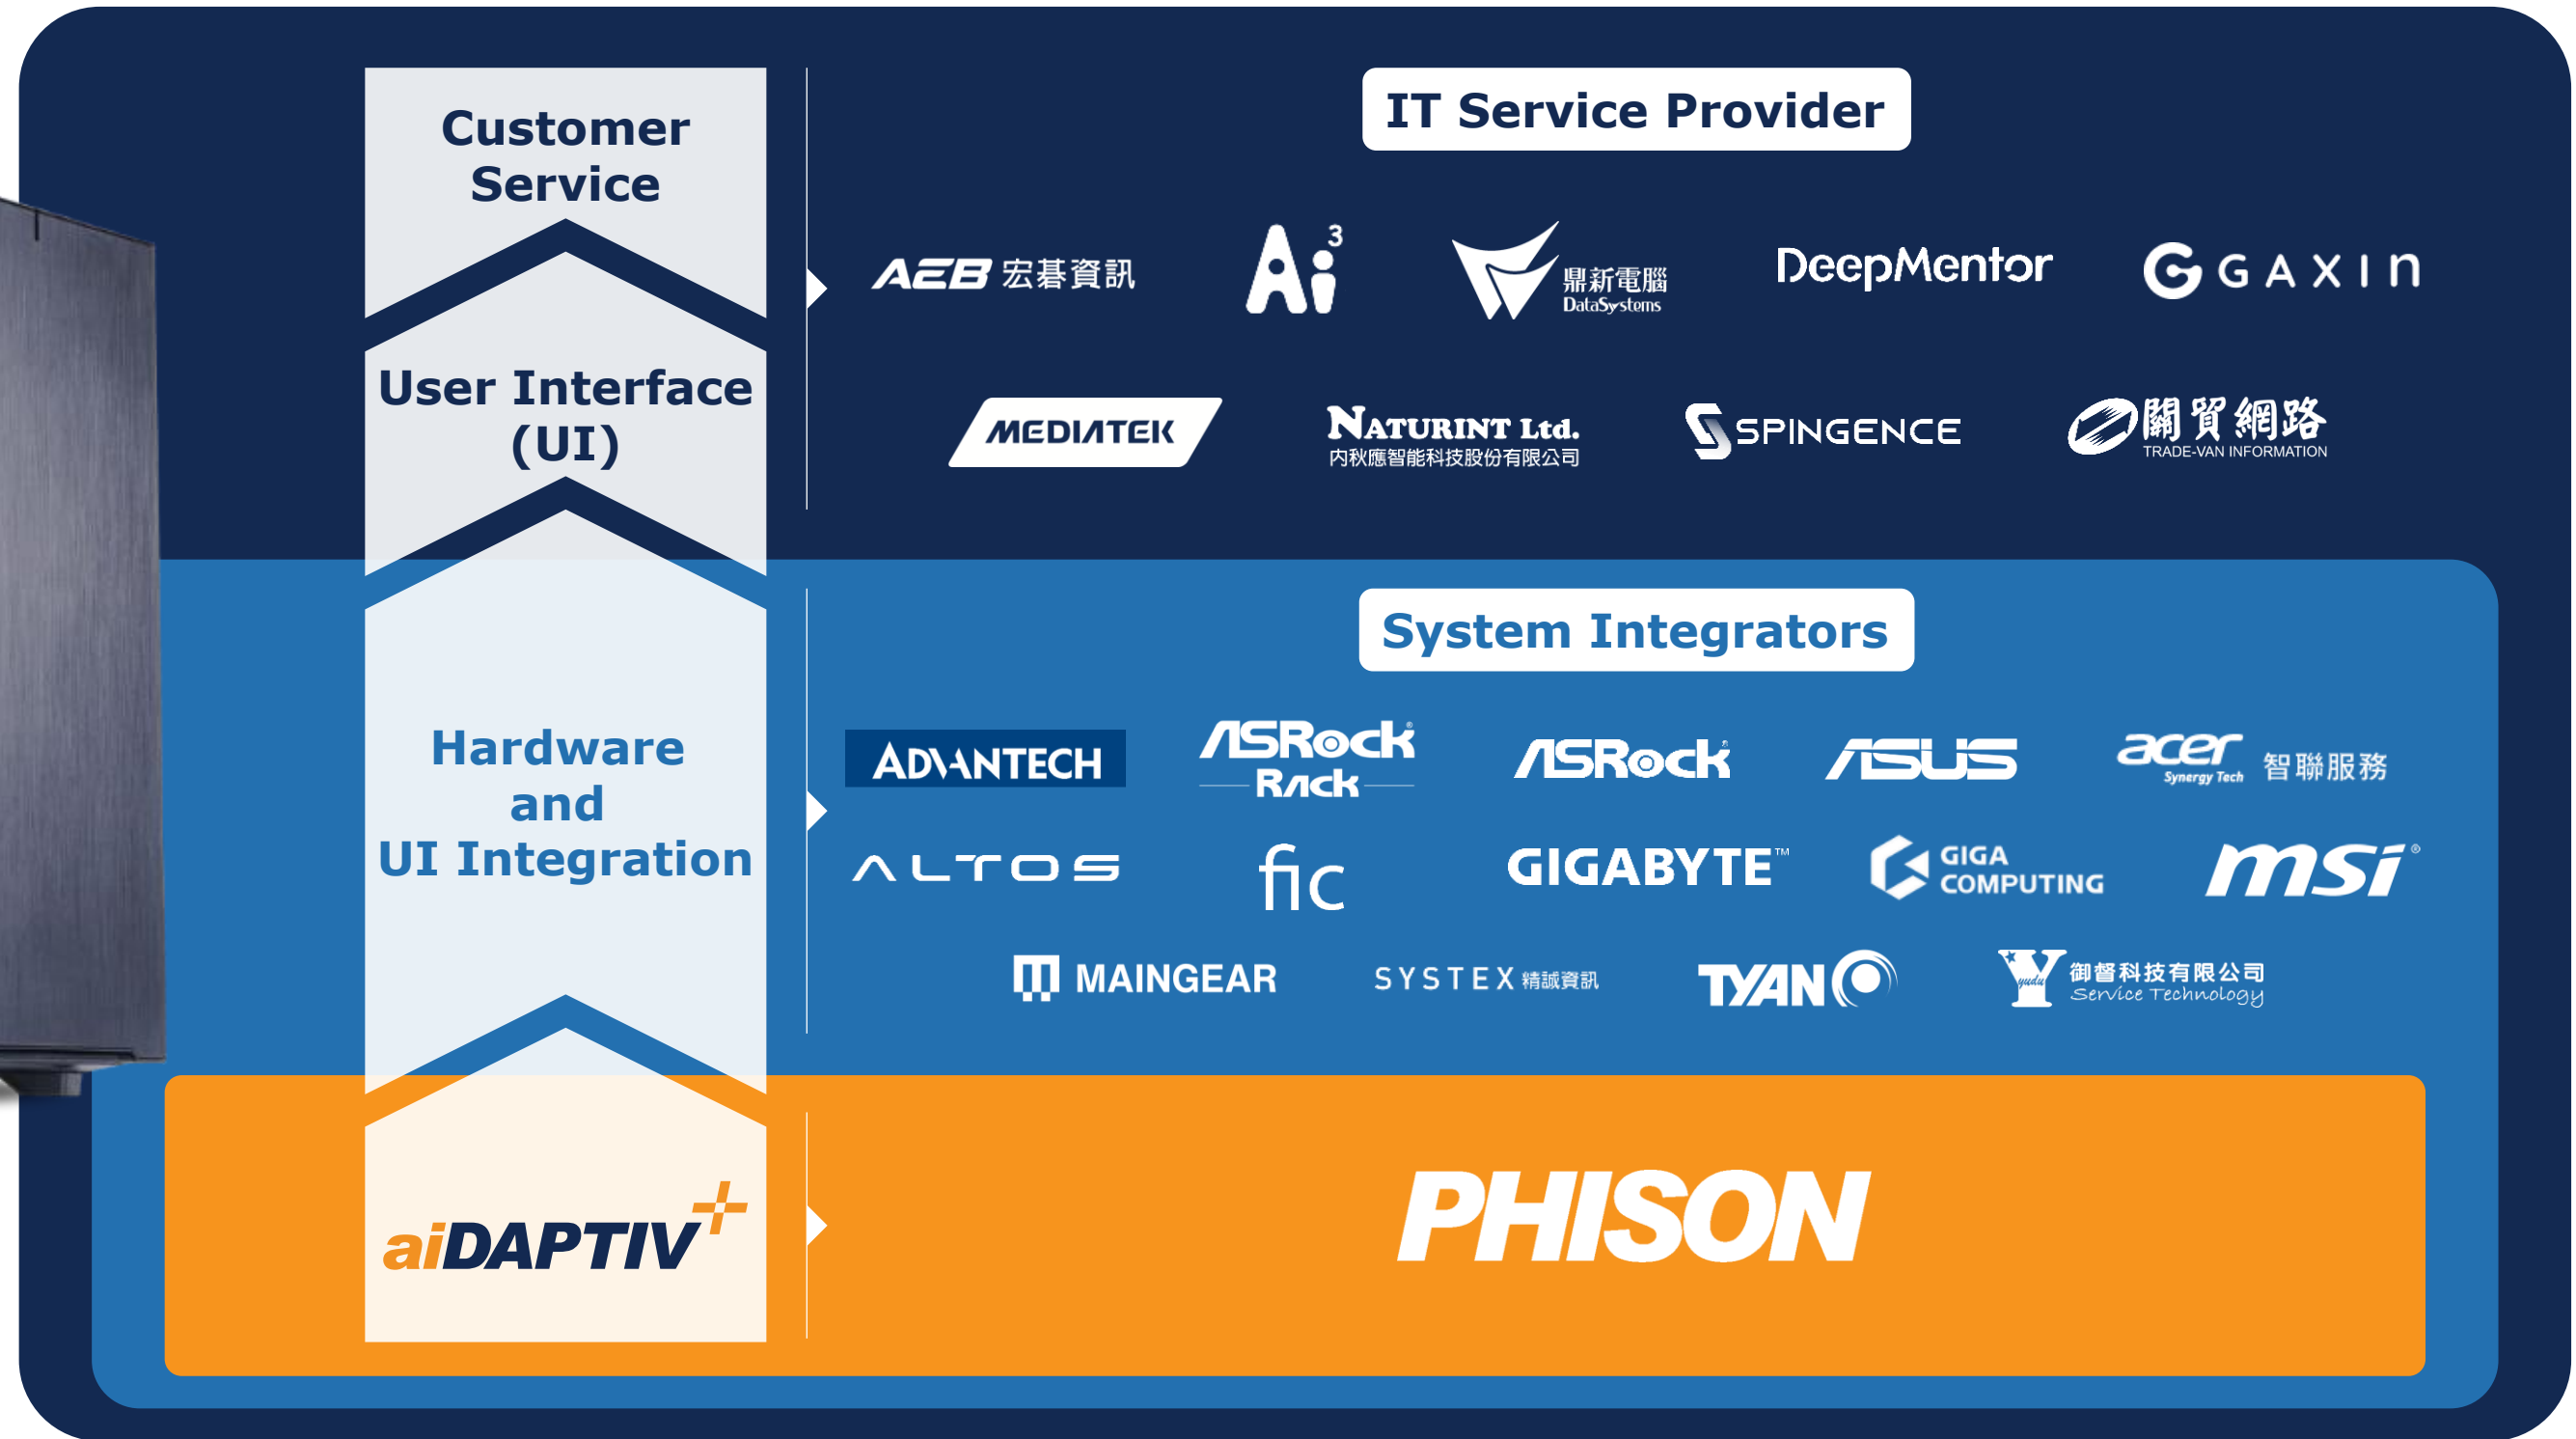 Customer
Service
User Interface
(UI)
Hardware
and
UI Integration
aiDAPTIV+
IT Service Provider
AEB 宏碁資訊
Ai3
鼎新電腦
DataSystems
DeepMentor
GAXIN
MEDIATEK
NATURINT Ltd.
内秋應智能科技股份有限公司
SPINGENCE
關貿網路
TRADE-VAN INFORMATION
System Integrators
ADVANTECH
ASRock®
RACK
ASRock®
ASUS
acer
Synergy Tech 智聯服務
ALTOS
fic
GIGABYTE™
GIGA
COMPUTING
msi®
MAINGEAR
SYSTEX 精誠資訊
TYAN
yudu
御督科技有限公司
Service Technology
PHISON